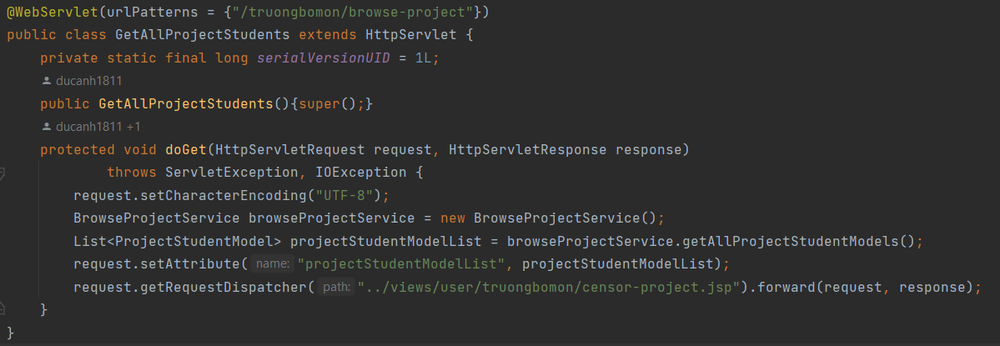 @WebServlet(urlPatterns = {"/truongbomon/browse-project"})
public class GetAllProjectStudents extends HttpServlet {
private static final long serialVersionUID = 1L;
ducanh1811
public GetAllProjectStudents(){super();}
ducanh1811 +1
protected void doGet(HttpServletRequest request, HttpServletResponse response)
throws ServletException, IOException {
request.setCharacterEncoding("UTF-8");
BrowseProjectService browseProjectService = new BrowseProjectService();
List<ProjectStudentModel> projectStudentModelList = browseProjectService.getAllProjectStudentModels();
request.setAttribute( name: "projectStudentModelList", projectStudentModelList);
request.getRequestDispatcher( path: "../views/user/truongbomon/censor-project.jsp").forward(request, response);
}
}